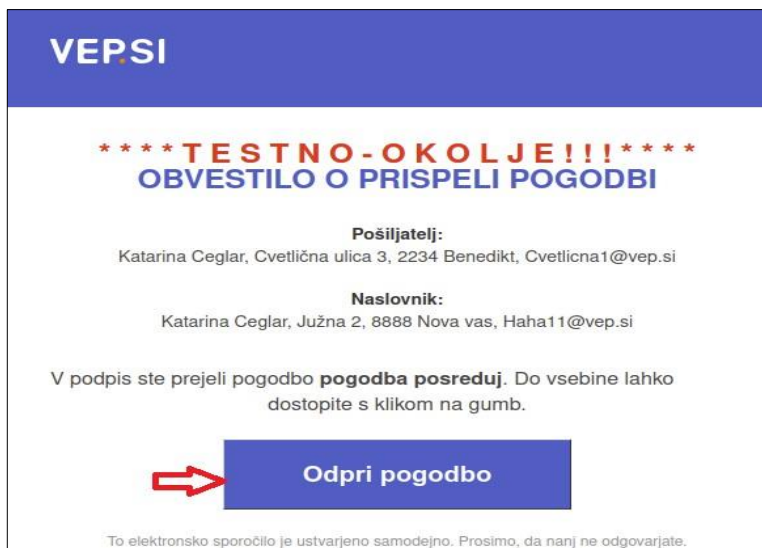 VEP.SI
****TESTNO-OKOLJE!!!****
OBVESTILO O PRISPELI POGODBI
Pošiljatelj:
Katarina Ceglar, Cvetlična ulica 3, 2234 Benedikt, Cvetlicna1@vep.si
Naslovnik:
Katarina Ceglar, Južna 2, 8888 Nova vas, Haha11@vep.si
V podpis ste prejeli pogodbo pogodba posreduj. Do vsebine lahko
dostopite s klikom na gumb.
Odpri pogodbo
To elektronsko sporočilo je ustvarjeno samodejno. Prosimo, da nanj ne odgovarjate.